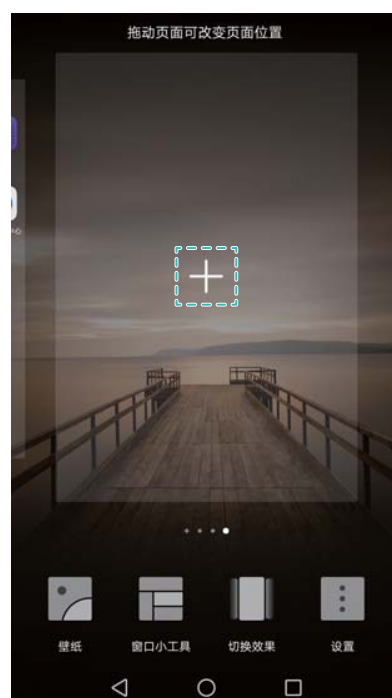 拖动页面可改变页面位置
心
壁纸
窗口小工具
切换效果
设置